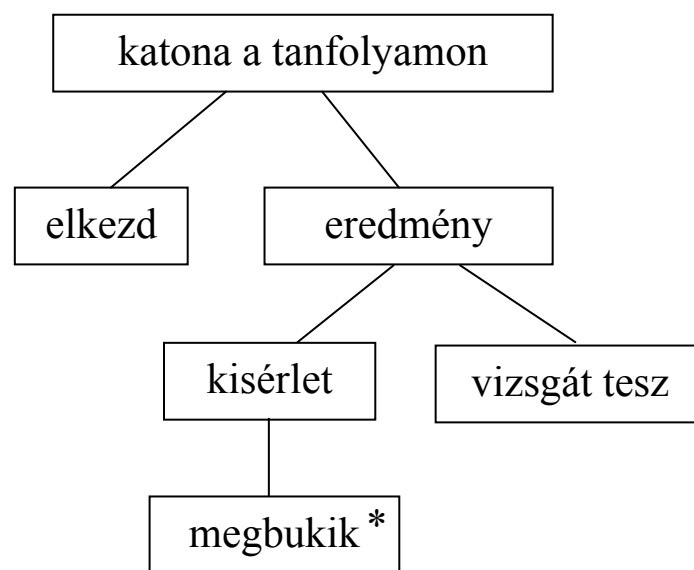 katona a tanfolyamon
elkezd
eredmény
kisérlet
vizsgát tesz
megbukik *